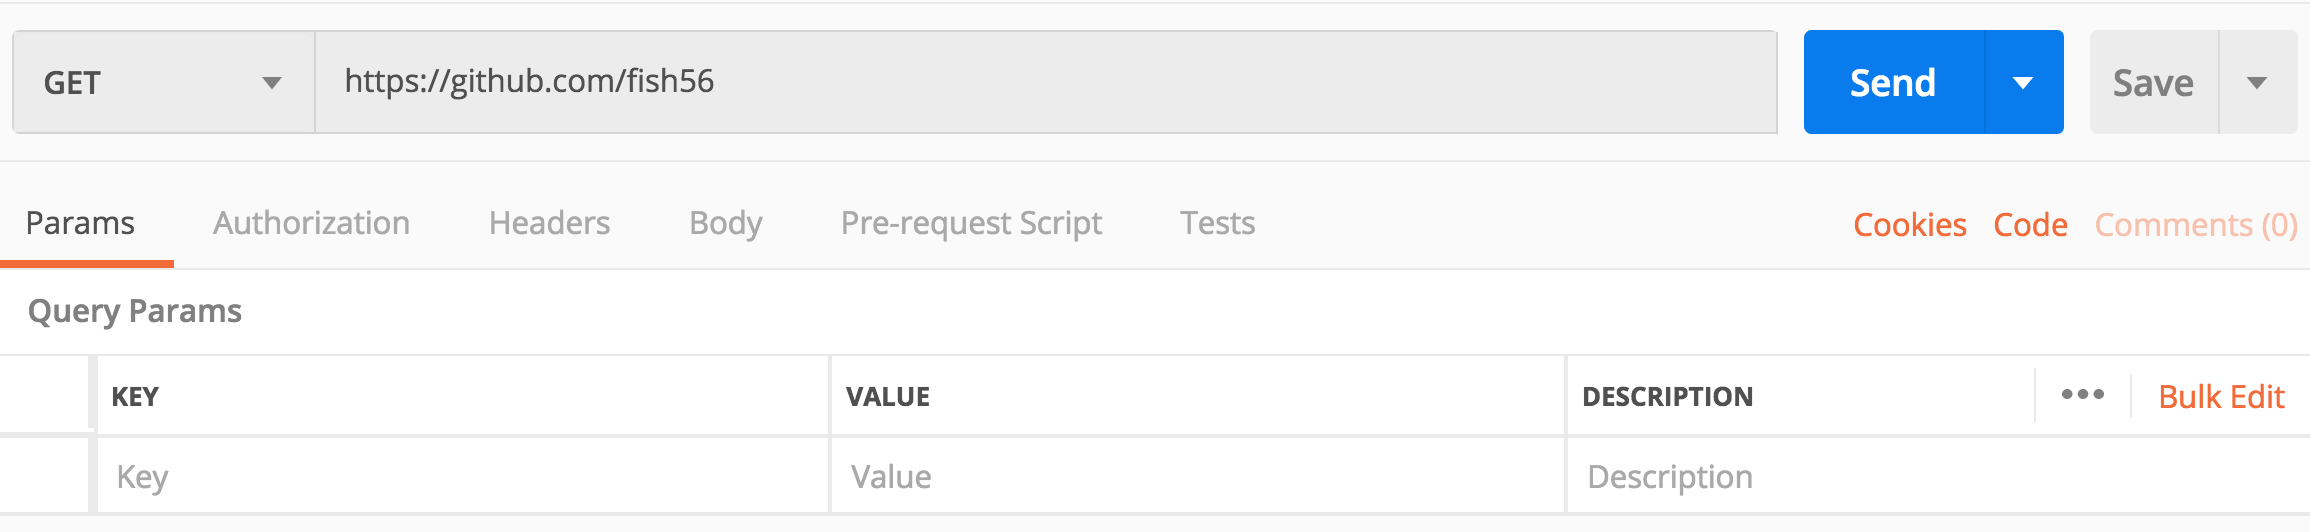 GET https://github.com/fish56 Send Save
Params Authorization Headers Body Pre-request Script Tests Cookies Code Comments (0)
Query Params
KEY VALUE DESCRIPTION ••• Bulk Edit
Key Value Description